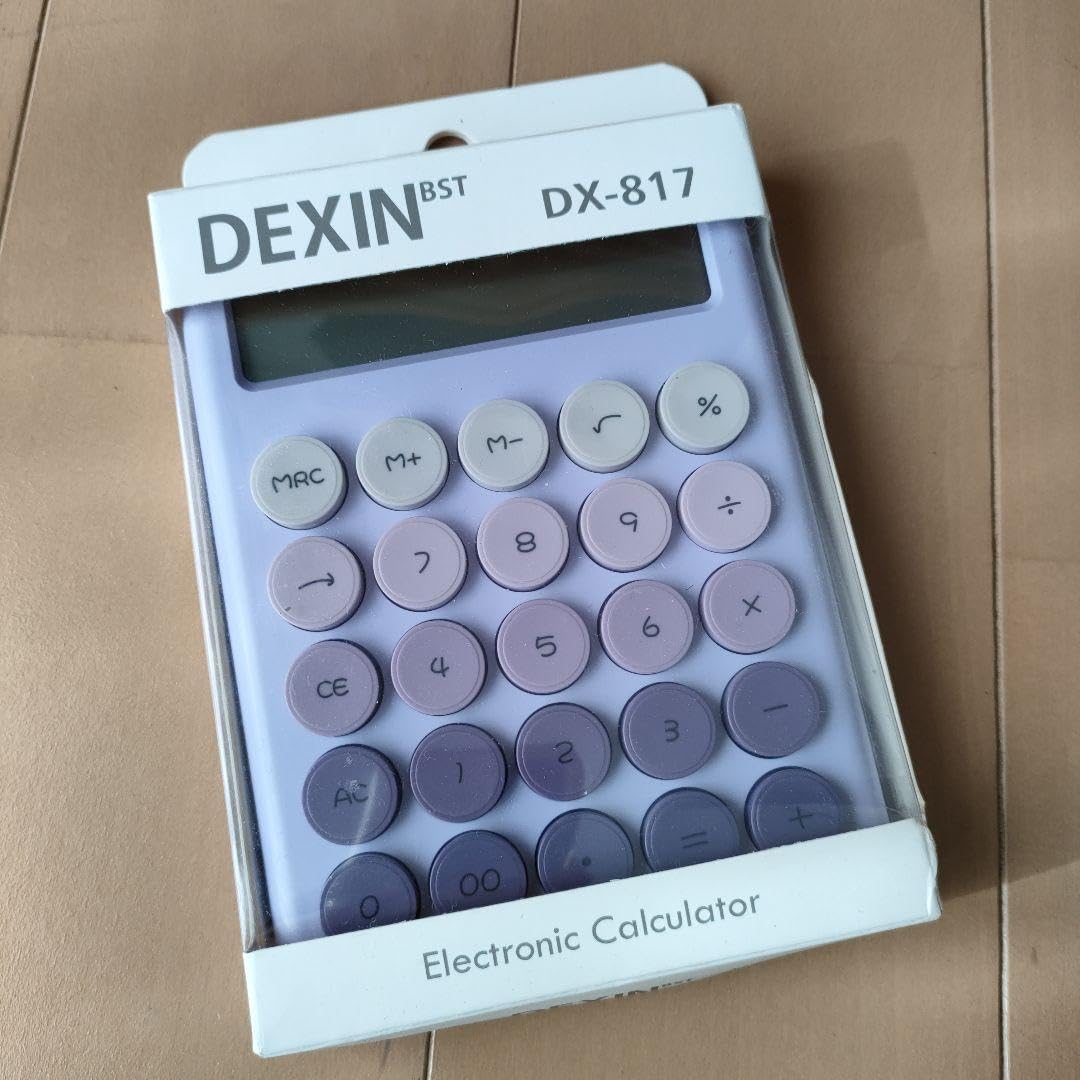 DEXIN BST DX-817
MRC M+ M- √ %
→ 7 8 9 ÷
CE 4 5 6 ×
AC 1 2 3 -
0 00 . = +
Electronic Calculator